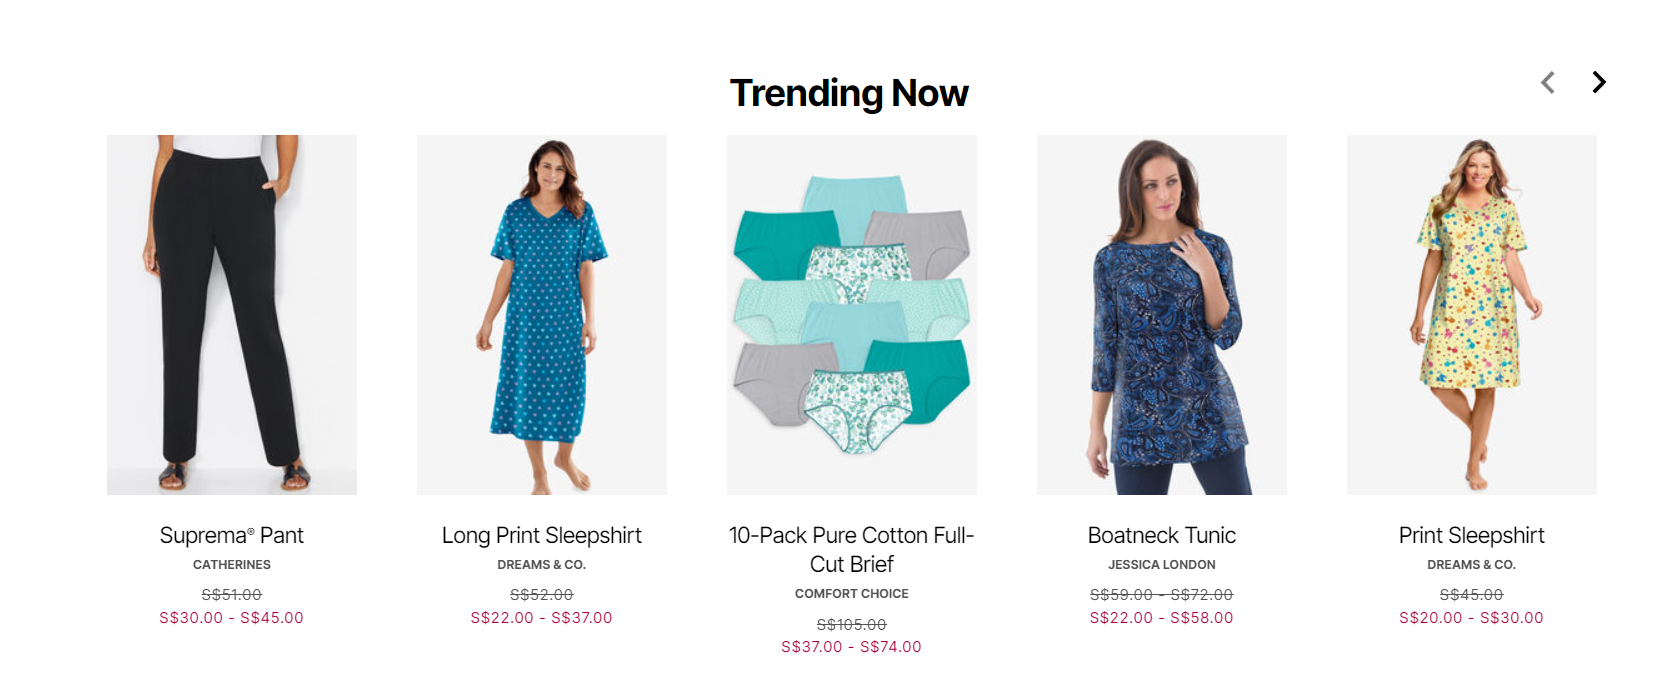 Trending Now
Suprema® Pant
CATHERINES
S$51.00
S$30.00 - S$45.00
Long Print Sleepshirt
DREAMS & CO.
S$52.00
S$22.00 - S$37.00
10-Pack Pure Cotton Full-
Cut Brief
COMFORT CHOICE
S$105.00
S$37.00 - S$74.00
Boatneck Tunic
JESSICA LONDON
S$59.00 - S$72.00
S$22.00 - S$58.00
Print Sleepshirt
DREAMS & CO.
S$45.00
S$20.00 - S$30.00